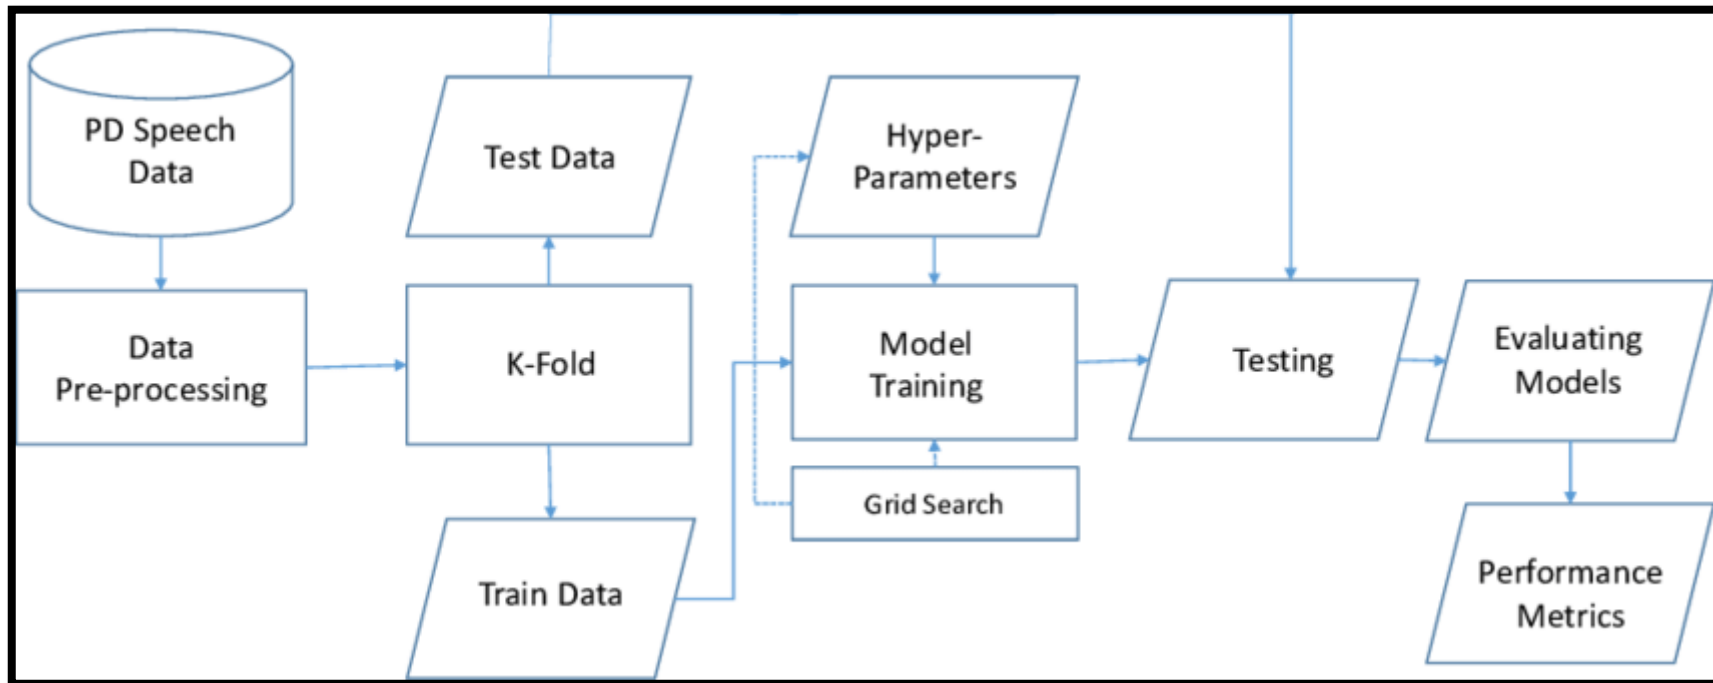 PD Speech
Data
Test Data
Hyper-
Parameters
Data
Pre-processing
K-Fold
Model
Training
Testing
Evaluating
Models
Grid Search
Train Data
Performance
Metrics